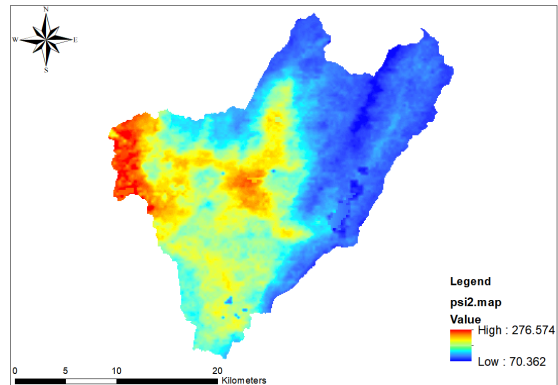 N
W E
S
Legend
psi2.map
Value
High : 276.574
Low : 70.362
0 5 10 20
Kilometers